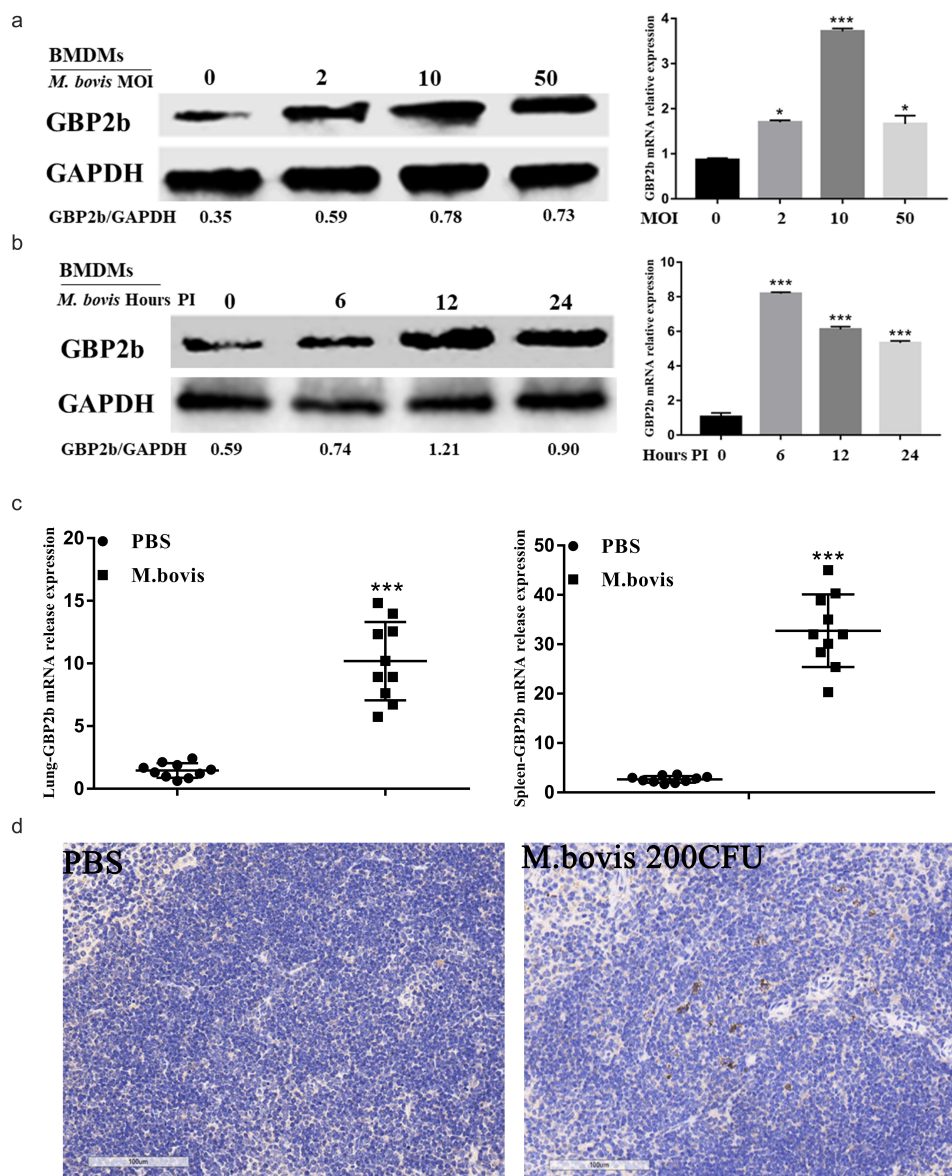 a
BMDMs
M. bovis MOI 0 2 10 50
GBP2b
GAPDH
GBP2b/GAPDH 0.35 0.59 0.78 0.73
GBP2b mRNA relative expression
4
3
2
1
0
*
***
*
MOI 0 2 10 50
b
BMDMs
M. bovis Hours PI 0 6 12 24
GBP2b
GAPDH
GBP2b/GAPDH 0.59 0.74 1.21 0.90
GBP2b mRNA relative expression
10
8
6
4
2
0
***
***
***
Hours PI 0 6 12 24
c
Lung-GBP2b mRNA release expression
20
15
10
5
0
PBS
M.bovis
***
Spleen-GBP2b mRNA release expression
50
40
30
20
10
0
PBS
M.bovis
***
d
PBS
100um
M.bovis 200CFU
100um